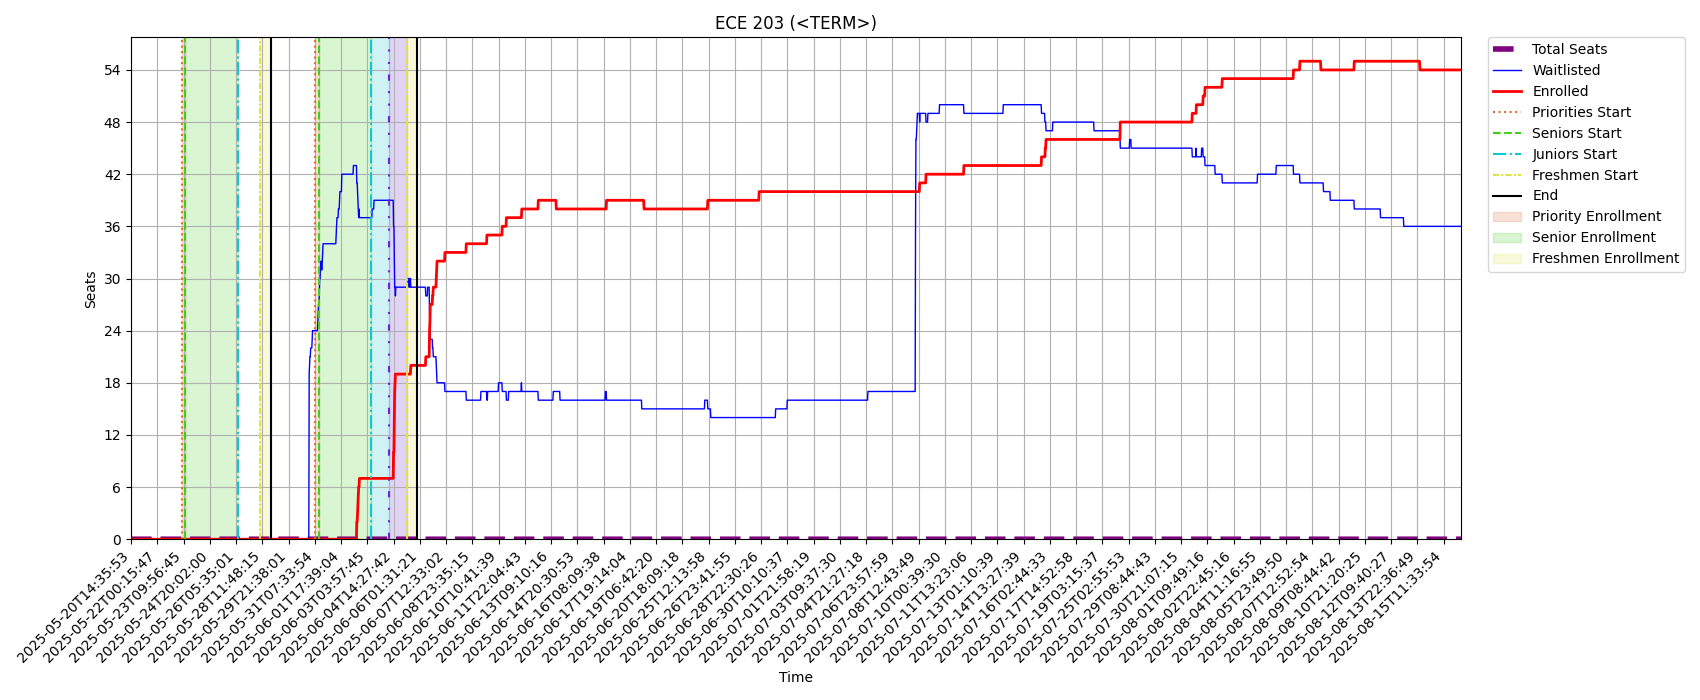 ECE 203 (<TERM>)
Seats
54
48
42
36
30
24
18
12
6
0
2025-05-20T14:35:53
2025-05-22T00:15:47
2025-05-23T09:56:45
2025-05-24T20:02:00
2025-05-26T05:35:01
2025-05-28T11:48:15
2025-05-29T21:38:01
2025-05-31T07:33:54
2025-06-01T17:39:04
2025-06-03T03:57:45
2025-06-04T14:27:42
2025-06-06T01:31:21
2025-06-07T12:33:02
2025-06-08T23:35:15
2025-06-10T10:41:39
2025-06-11T22:04:43
2025-06-13T09:10:16
2025-06-14T20:30:53
2025-06-16T08:09:38
2025-06-17T19:14:04
2025-06-19T06:42:20
2025-06-20T18:09:18
2025-06-25T12:13:58
2025-06-26T23:41:55
2025-06-28T22:30:26
2025-06-30T10:10:37
2025-07-01T21:58:19
2025-07-03T09:37:30
2025-07-04T21:27:18
2025-07-06T23:57:59
2025-07-08T12:43:49
2025-07-10T00:39:30
2025-07-11T13:23:06
2025-07-13T01:10:39
2025-07-14T13:27:39
2025-07-16T02:44:33
2025-07-17T14:52:58
2025-07-19T03:15:37
2025-07-25T02:55:53
2025-07-29T08:44:43
2025-07-30T21:07:15
2025-08-01T09:49:16
2025-08-02T22:45:16
2025-08-04T11:16:55
2025-08-05T23:49:50
2025-08-07T12:52:54
2025-08-09T08:44:42
2025-08-10T21:20:25
2025-08-12T09:40:27
2025-08-13T22:36:49
2025-08-15T11:33:54
Time
Total Seats
Waitlisted
Enrolled
Priorities Start
Seniors Start
Juniors Start
Freshmen Start
End
Priority Enrollment
Senior Enrollment
Freshmen Enrollment